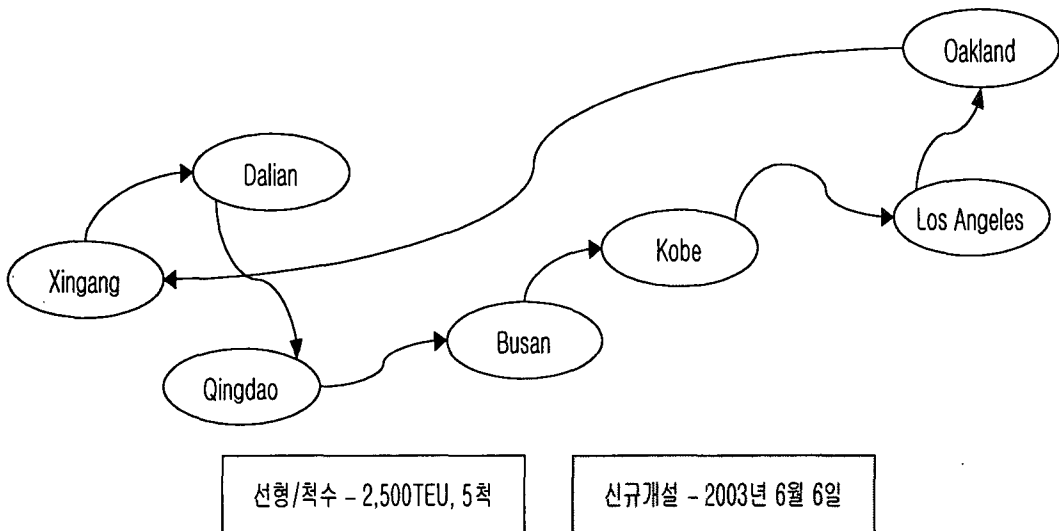 Oakland
Dalian
Los Angeles
Kobe
Xingang
Busan
Qingdao
선형/척수 – 2,500TEU, 5척
신규개설 – 2003년 6월 6일